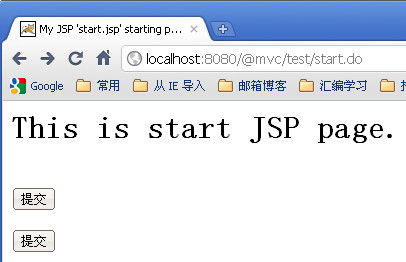 My JSP 'start.jsp' starting p...
localhost:8080/@mvc/test/start.do
Google 常用 从 IE 导入 邮箱博客 汇编学习
This is start JSP page.
提交
提交